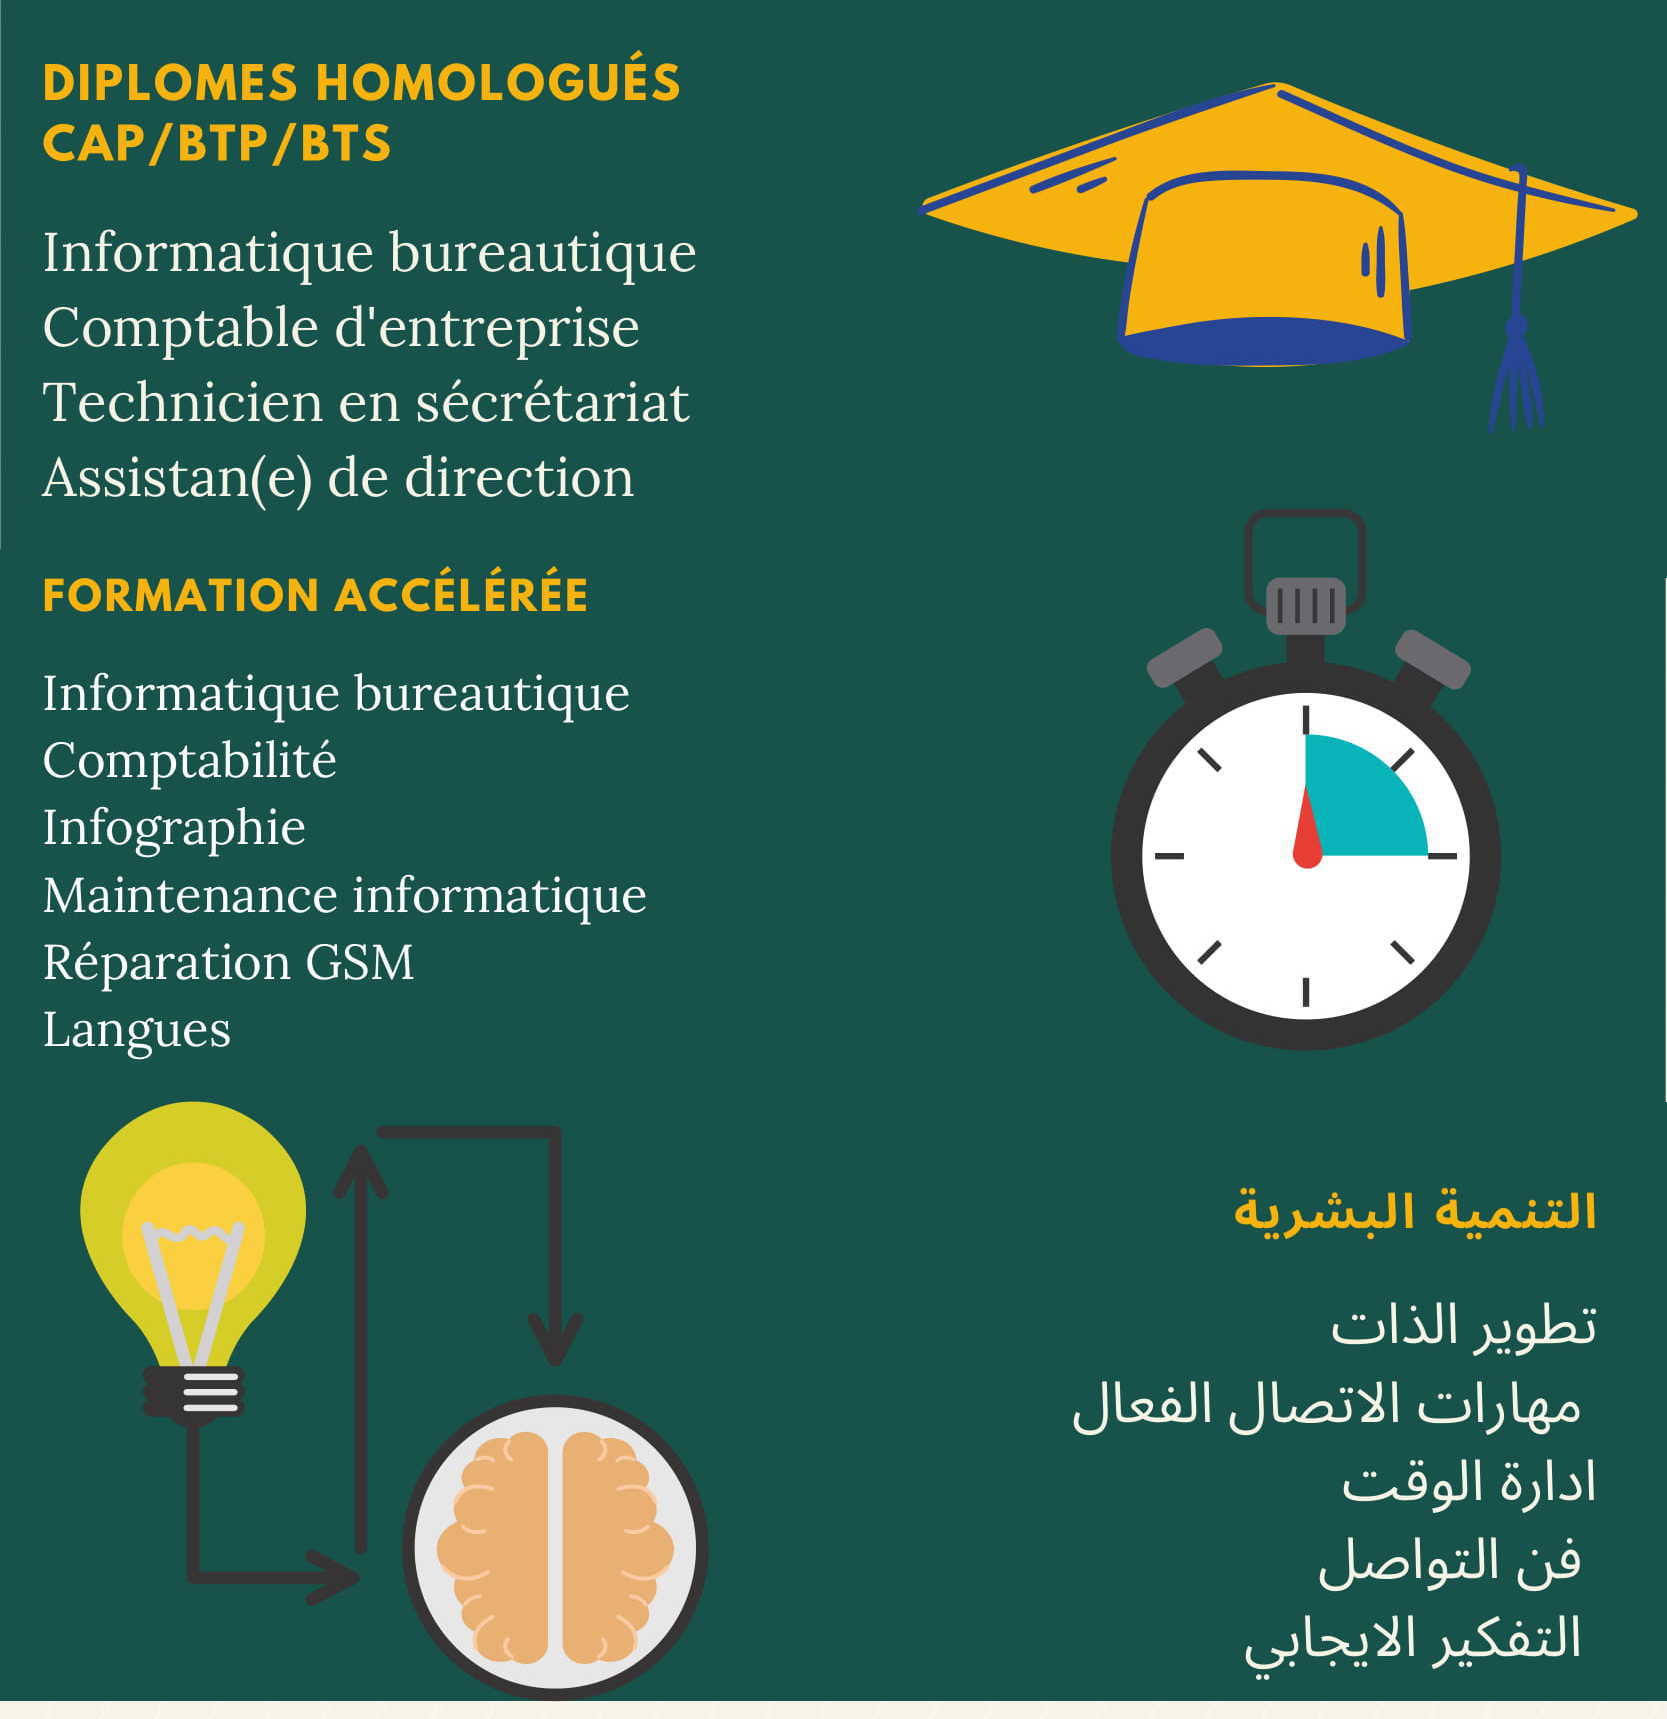 DIPLOMES HOMOLOGUÉS
CAP/BTP/BTS
Informatique bureautique
Comptable d'entreprise
Technicien en sécrétariat
Assistan(e) de direction
FORMATION ACCÉLÉRÉE
Informatique bureautique
Comptabilité
Infographie
Maintenance informatique
Réparation GSM
Langues
التنمية البشرية
تطوير الذات
مهارات الاتصال الفعال
ادارة الوقت
فن التواصل
التفكير الايجابي